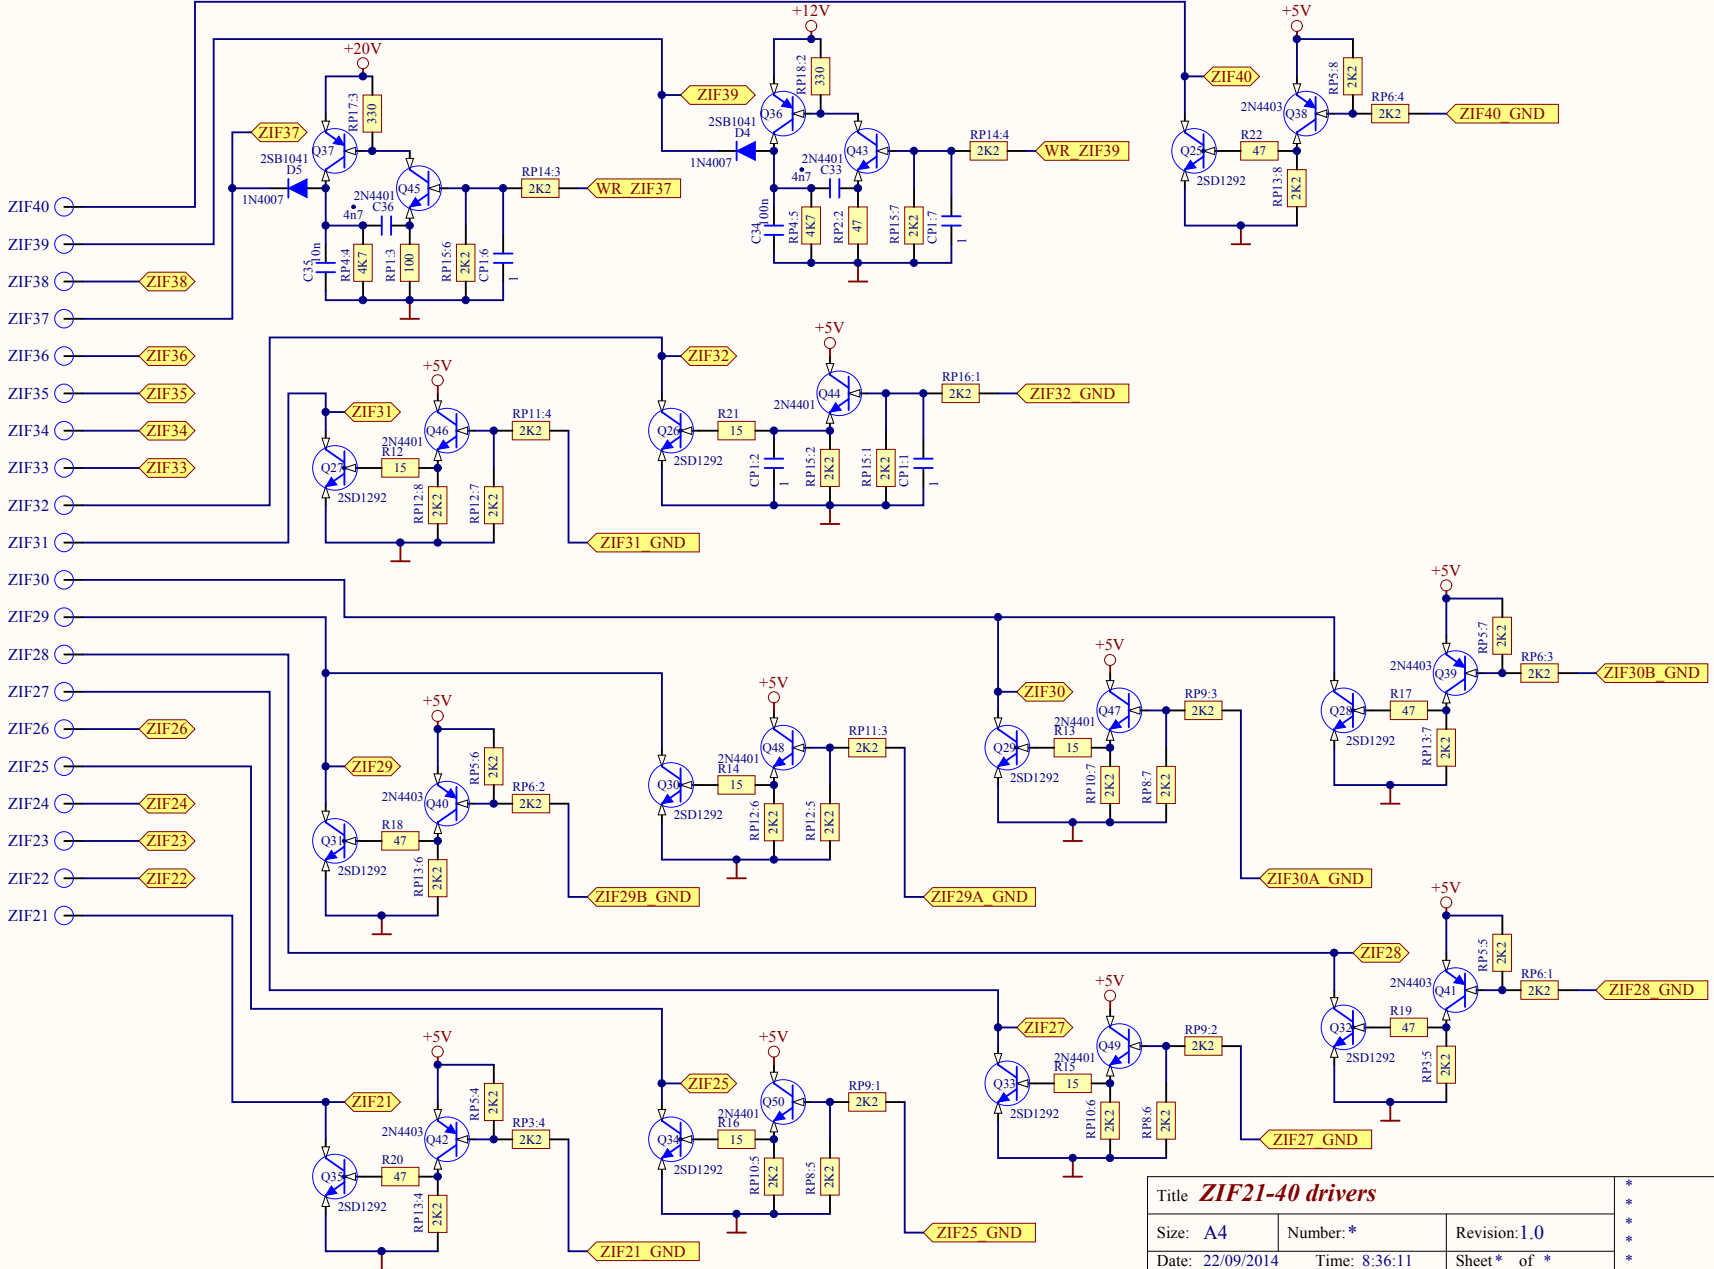 +12V
+5V
+20V
RP17:3
330
ZIF37
Q37
2SB1041
D5
1N4007
Q45
2N4401
4n7
C36
RP14:3
2K2
WR_ZIF37
C35
10n
RP4:4
4K7
RP1:3
100
RP15:6
2K2
CP1:6
1
ZIF39
RP18:2
330
Q36
2SB1041
D4
1N4007
Q43
2N4401
4n7
C33
RP14:4
2K2
WR_ZIF39
C34
100n
RP4:5
4K7
RP2:2
47
RP15:7
2K2
CP1:7
1
ZIF40
RP5:8
2K2
2N4403
Q38
RP6:4
2K2
ZIF40_GND
Q25
R22
47
2SD1292
RP13:8
2K2
ZIF40
ZIF39
ZIF38
ZIF38
ZIF37
ZIF36
ZIF36
ZIF35
ZIF35
ZIF34
ZIF34
ZIF33
ZIF33
ZIF32
ZIF31
ZIF30
ZIF29
ZIF28
ZIF27
ZIF26
ZIF26
ZIF25
ZIF24
ZIF24
ZIF23
ZIF23
ZIF22
ZIF22
ZIF21
+5V
ZIF31
Q46
2N4401
RP11:4
2K2
Q27
R12
15
2SD1292
RP12:8
2K2
RP12:7
2K2
ZIF31_GND
+5V
ZIF32
Q44
2N4401
RP16:1
2K2
ZIF32_GND
Q26
R21
15
2SD1292
CP1:2
1
RP15:2
2K2
RP15:1
2K2
CP1:1
1
+5V
RP5:7
2K2
2N4403
Q39
RP6:3
2K2
ZIF30B_GND
Q28
R17
47
2SD1292
RP13:7
2K2
+5V
ZIF30
Q47
2N4401
RP9:3
2K2
Q29
R13
15
2SD1292
RP10:7
2K2
RP8:7
2K2
ZIF30A_GND
+5V
Q48
2N4401
RP11:3
2K2
Q30
R14
15
2SD1292
RP12:6
2K2
RP12:5
2K2
ZIF29A_GND
+5V
ZIF29
RP5:6
2K2
2N4403
Q40
RP6:2
2K2
Q31
R18
47
2SD1292
RP13:6
2K2
ZIF29B_GND
+5V
ZIF28
RP5:5
2K2
2N4403
Q41
RP6:1
2K2
ZIF28_GND
Q32
R19
47
2SD1292
RP3:5
2K2
+5V
ZIF27
Q49
2N4401
RP9:2
2K2
Q33
R15
15
2SD1292
RP10:6
2K2
RP8:6
2K2
ZIF27_GND
+5V
ZIF25
Q50
2N4401
RP9:1
2K2
Q34
R16
15
2SD1292
RP10:5
2K2
RP8:5
2K2
ZIF25_GND
+5V
ZIF21
RP5:4
2K2
2N4403
Q42
RP3:4
2K2
Q35
R20
47
2SD1292
RP13:4
2K2
ZIF21_GND
Title ZIF21-40 drivers
Size: A4 Number: * Revision: 1.0
Date: 22/09/2014 Time: 8:36:11 Sheet * of *
*
*
*
*
*